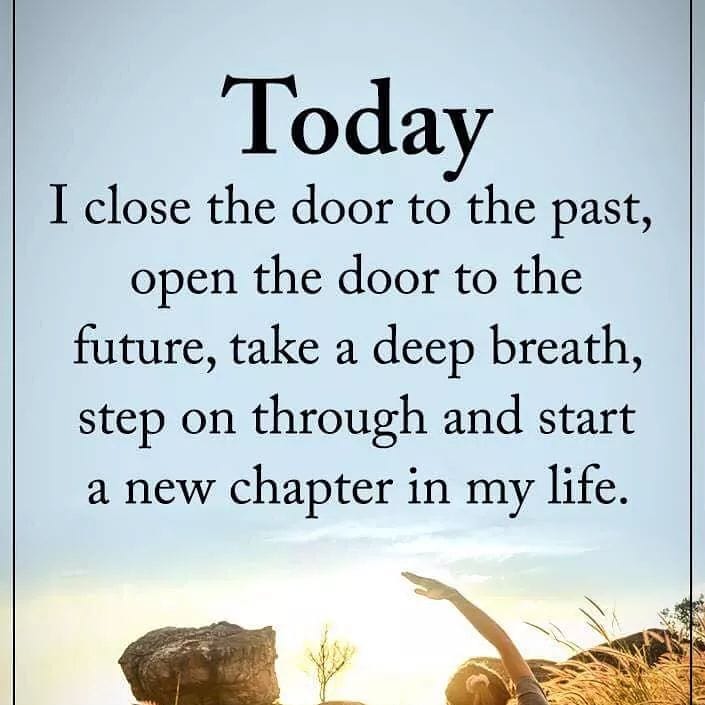 Today
I close the door to the past,
open the door to the
future, take a deep breath,
step on through and start
a new chapter in my life.